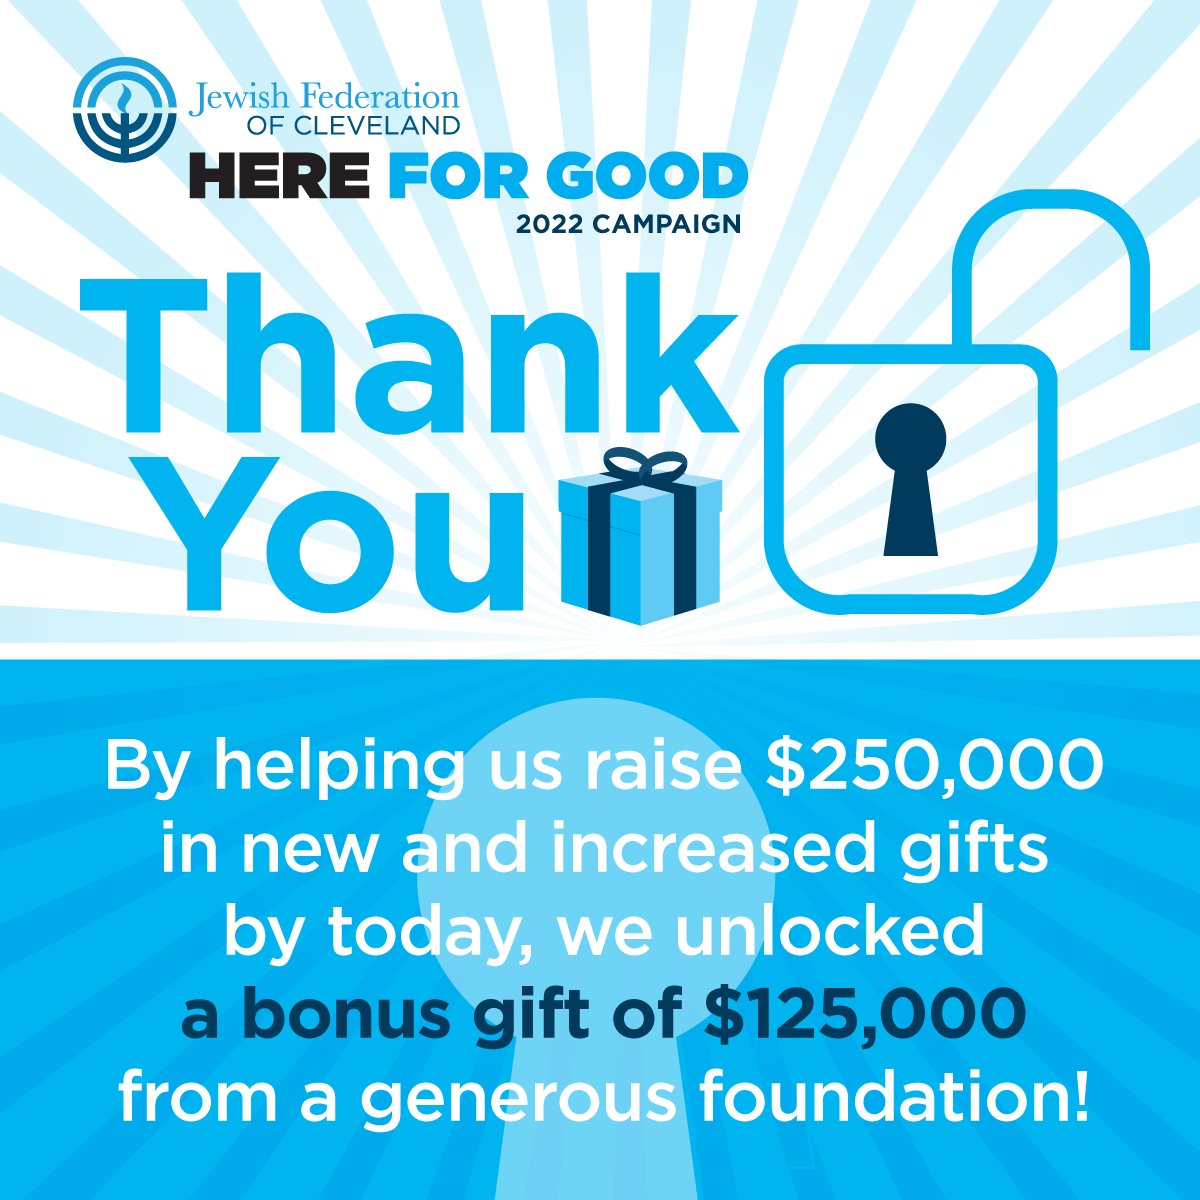 Jewish Federation
OF CLEVELAND
HERE FOR GOOD
2022 CAMPAIGN
Thank
You
By helping us raise $250,000
in new and increased gifts
by today, we unlocked
a bonus gift of $125,000
from a generous foundation!